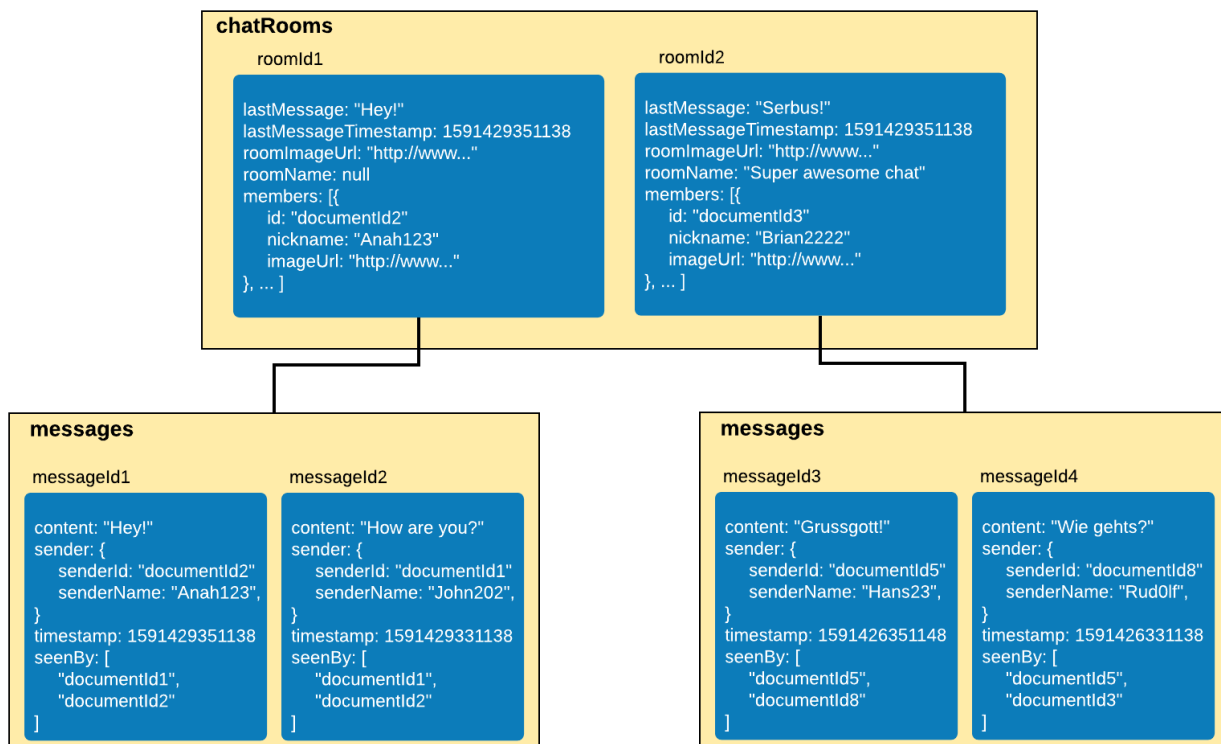 chatRooms
roomId1
lastMessage: "Hey!"
lastMessageTimestamp: 1591429351138
roomImageUrl: "http://www..."
roomName: null
members: [{
id: "documentId2"
nickname: "Anah123"
imageUrl: "http://www..."
}, ... ]
roomId2
lastMessage: "Serbus!"
lastMessageTimestamp: 1591429351138
roomImageUrl: "http://www..."
roomName: "Super awesome chat"
members: [{
id: "documentId3"
nickname: "Brian2222"
imageUrl: "http://www..."
}, ... ]
messages
messageId1
content: "Hey!"
sender: {
senderId: "documentId2"
senderName: "Anah123",
}
timestamp: 1591429351138
seenBy: [
"documentId1",
"documentId2"
]
messageId2
content: "How are you?"
sender: {
senderId: "documentId1"
senderName: "John202",
}
timestamp: 1591429331138
seenBy: [
"documentId1",
"documentId2"
]
messages
messageId3
content: "Grussgott!"
sender: {
senderId: "documentId5"
senderName: "Hans23",
}
timestamp: 1591426351148
seenBy: [
"documentId5",
"documentId8"
]
messageId4
content: "Wie gehts?"
sender: {
senderId: "documentId8"
senderName: "Rud0lf",
}
timestamp: 1591426331138
seenBy: [
"documentId5",
"documentId3"
]